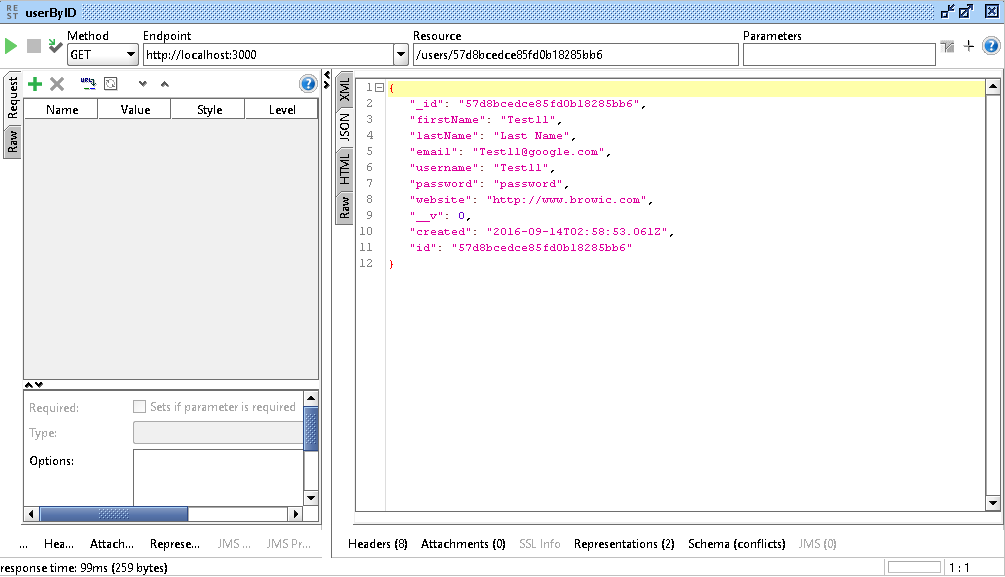 RE
ST
userByID
Method
Endpoint
Resource
Parameters
GET
http://localhost:3000
/users/57d8bcedce85fd0b18285bb6
Request
Raw
URL
Name Value Style Level
Required:
Sets if parameter is required
Type:
Options:
... Hea... Attach... Represe... JMS ... JMS Pr...
XML
JSON
HTML
Raw
1 {
2 "_id": "57d8bcedce85fd0b18285bb6",
3 "firstName": "Test11",
4 "lastName": "Last Name",
5 "email": "Test11@google.com",
6 "username": "Test11",
7 "password": "password",
8 "website": "http://www.browic.com",
9 "__v": 0,
10 "created": "2016-09-14T02:58:53.061Z",
11 "id": "57d8bcedce85fd0b18285bb6"
12 }
Headers (8) Attachments (0) SSL Info Representations (2) Schema (conflicts) JMS (0)
response time: 99ms (259 bytes)
1 : 1